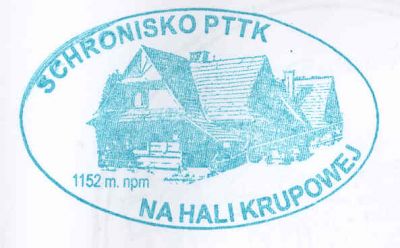 SCHRONISKO PTTK
1152 m. npm
NA HALI KRUPOWEJ